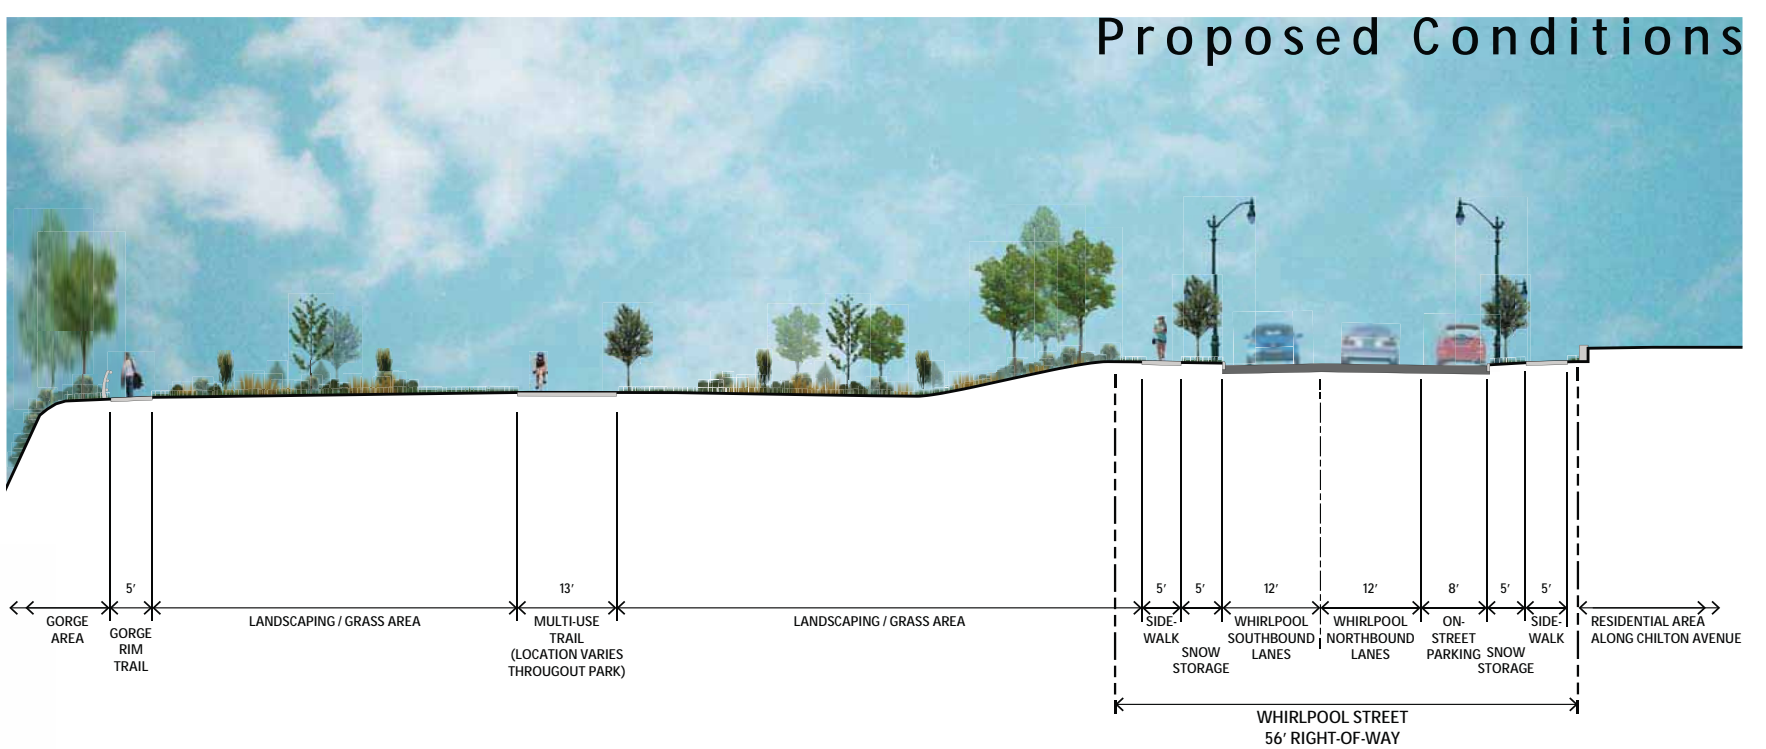 Proposed Conditions
5'
13'
5'
5'
12'
12'
8'
5'
5'
GORGE
AREA
GORGE
RIM
TRAIL
LANDSCAPING / GRASS AREA
MULTI-USE
TRAIL
(LOCATION VARIES
THROUGOUT PARK)
LANDSCAPING / GRASS AREA
SIDE-
WALK
SNOW
STORAGE
WHIRLPOOL
SOUTHBOUND
LANES
WHIRLPOOL
NORTHBOUND
LANES
ON-
STREET
PARKING
SNOW
STORAGE
SIDE-
WALK
RESIDENTIAL AREA
ALONG CHILTON AVENUE
WHIRLPOOL STREET
56' RIGHT-OF-WAY